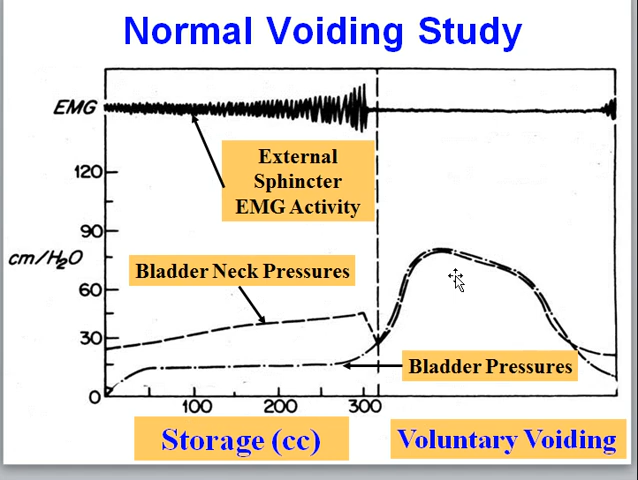 Normal Voiding Study
EMG
External
Sphincter
EMG Activity
120
90
cm/H₂O
Bladder Neck Pressures
60
30
Bladder Pressures
0
100 200 300
Storage (cc)
Voluntary Voiding